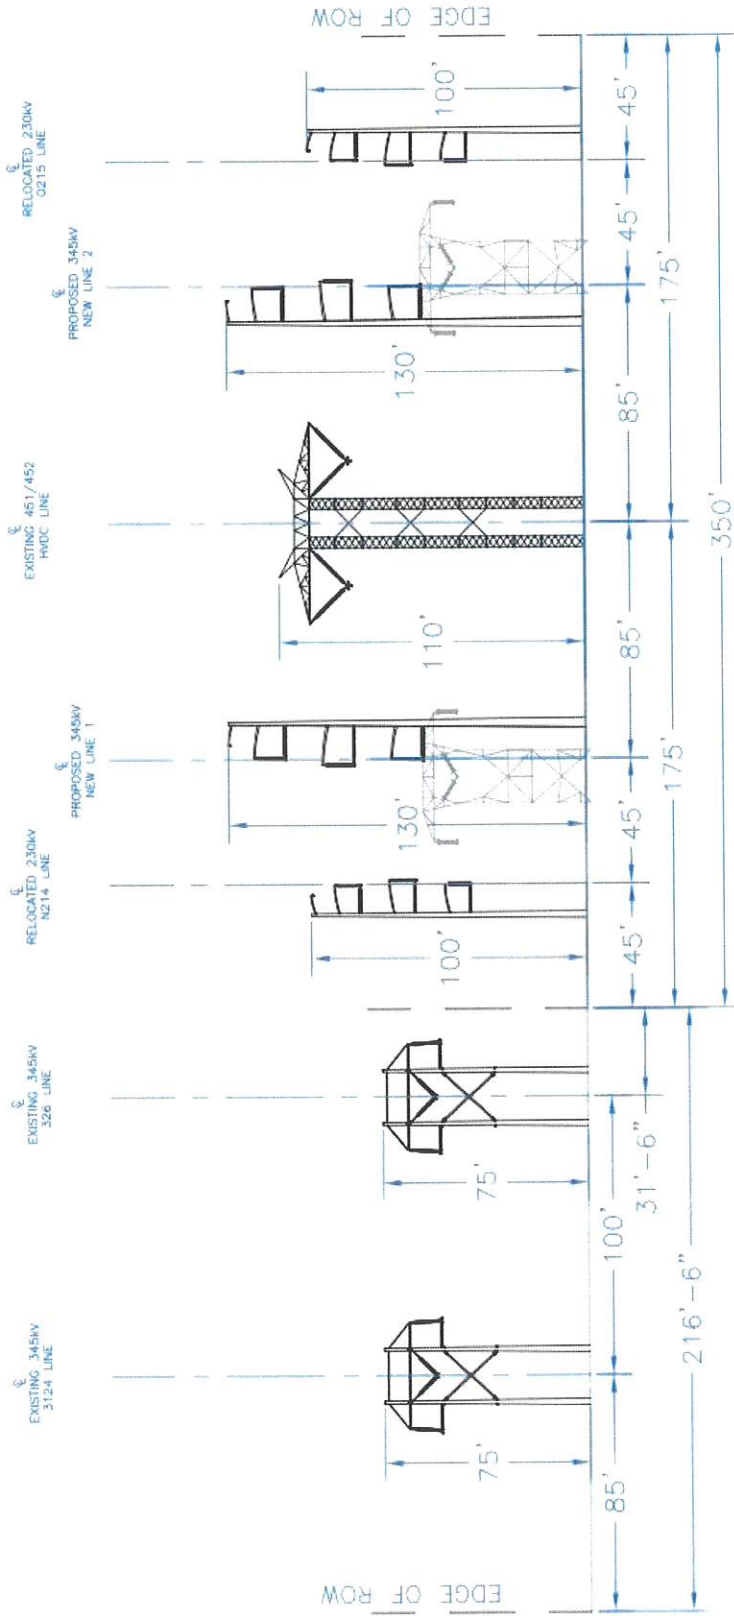 EDGE OF ROW
℄
EXISTING 345kV
3124 LINE
℄
EXISTING 345kV
326 LINE
℄
RELOCATED 230kV
N214 LINE
℄
PROPOSED 345kV
NEW LINE 1
℄
EXISTING 451/452
HVDC LINE
℄
PROPOSED 345kV
NEW LINE 2
℄
RELOCATED 230kV
O215 LINE
EDGE OF ROW
75'
75'
100'
130'
110'
130'
100'
85'
100'
31'-6"
45'
45'
85'
85'
45'
45'
216'-6"
175'
175'
350'